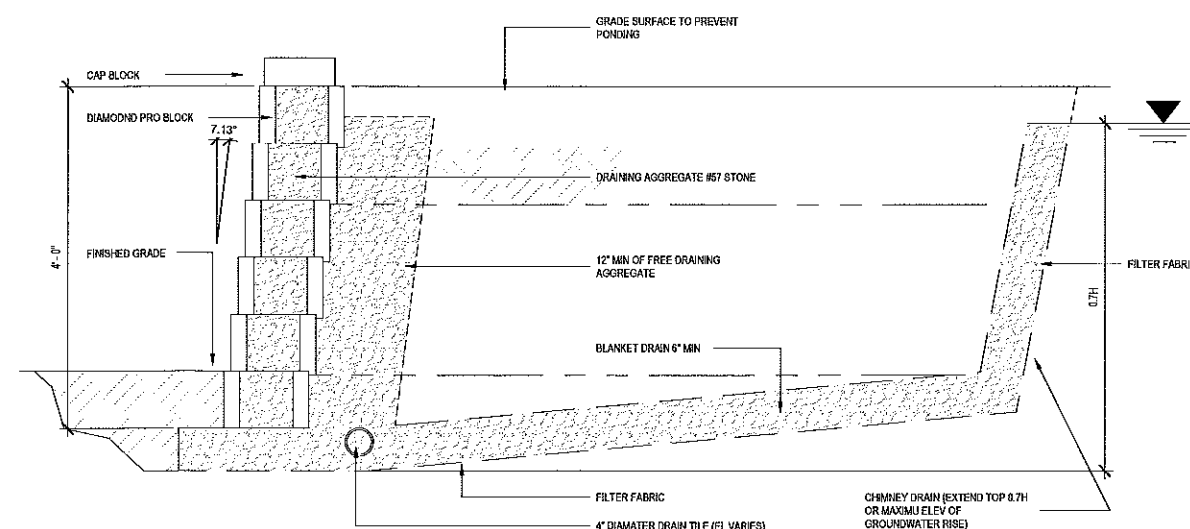 GRADE SURFACE TO PREVENT
PONDING
CAP BLOCK
DIAMODND PRO BLOCK
7.13°
DRAINING AGGREGATE #57 STONE
4'-0"
FINISHED GRADE
12" MIN OF FREE DRAINING
AGGREGATE
FILTER FABRI
0.7H
BLANKET DRAIN 6" MIN
FILTER FABRIC
4" DIAMATER DRAIN TILE (EL VARIES)
CHIMNEY DRAIN (EXTEND TOP 0.7H
OR MAXIMU ELEV OF
GROUNDWATER RISE)